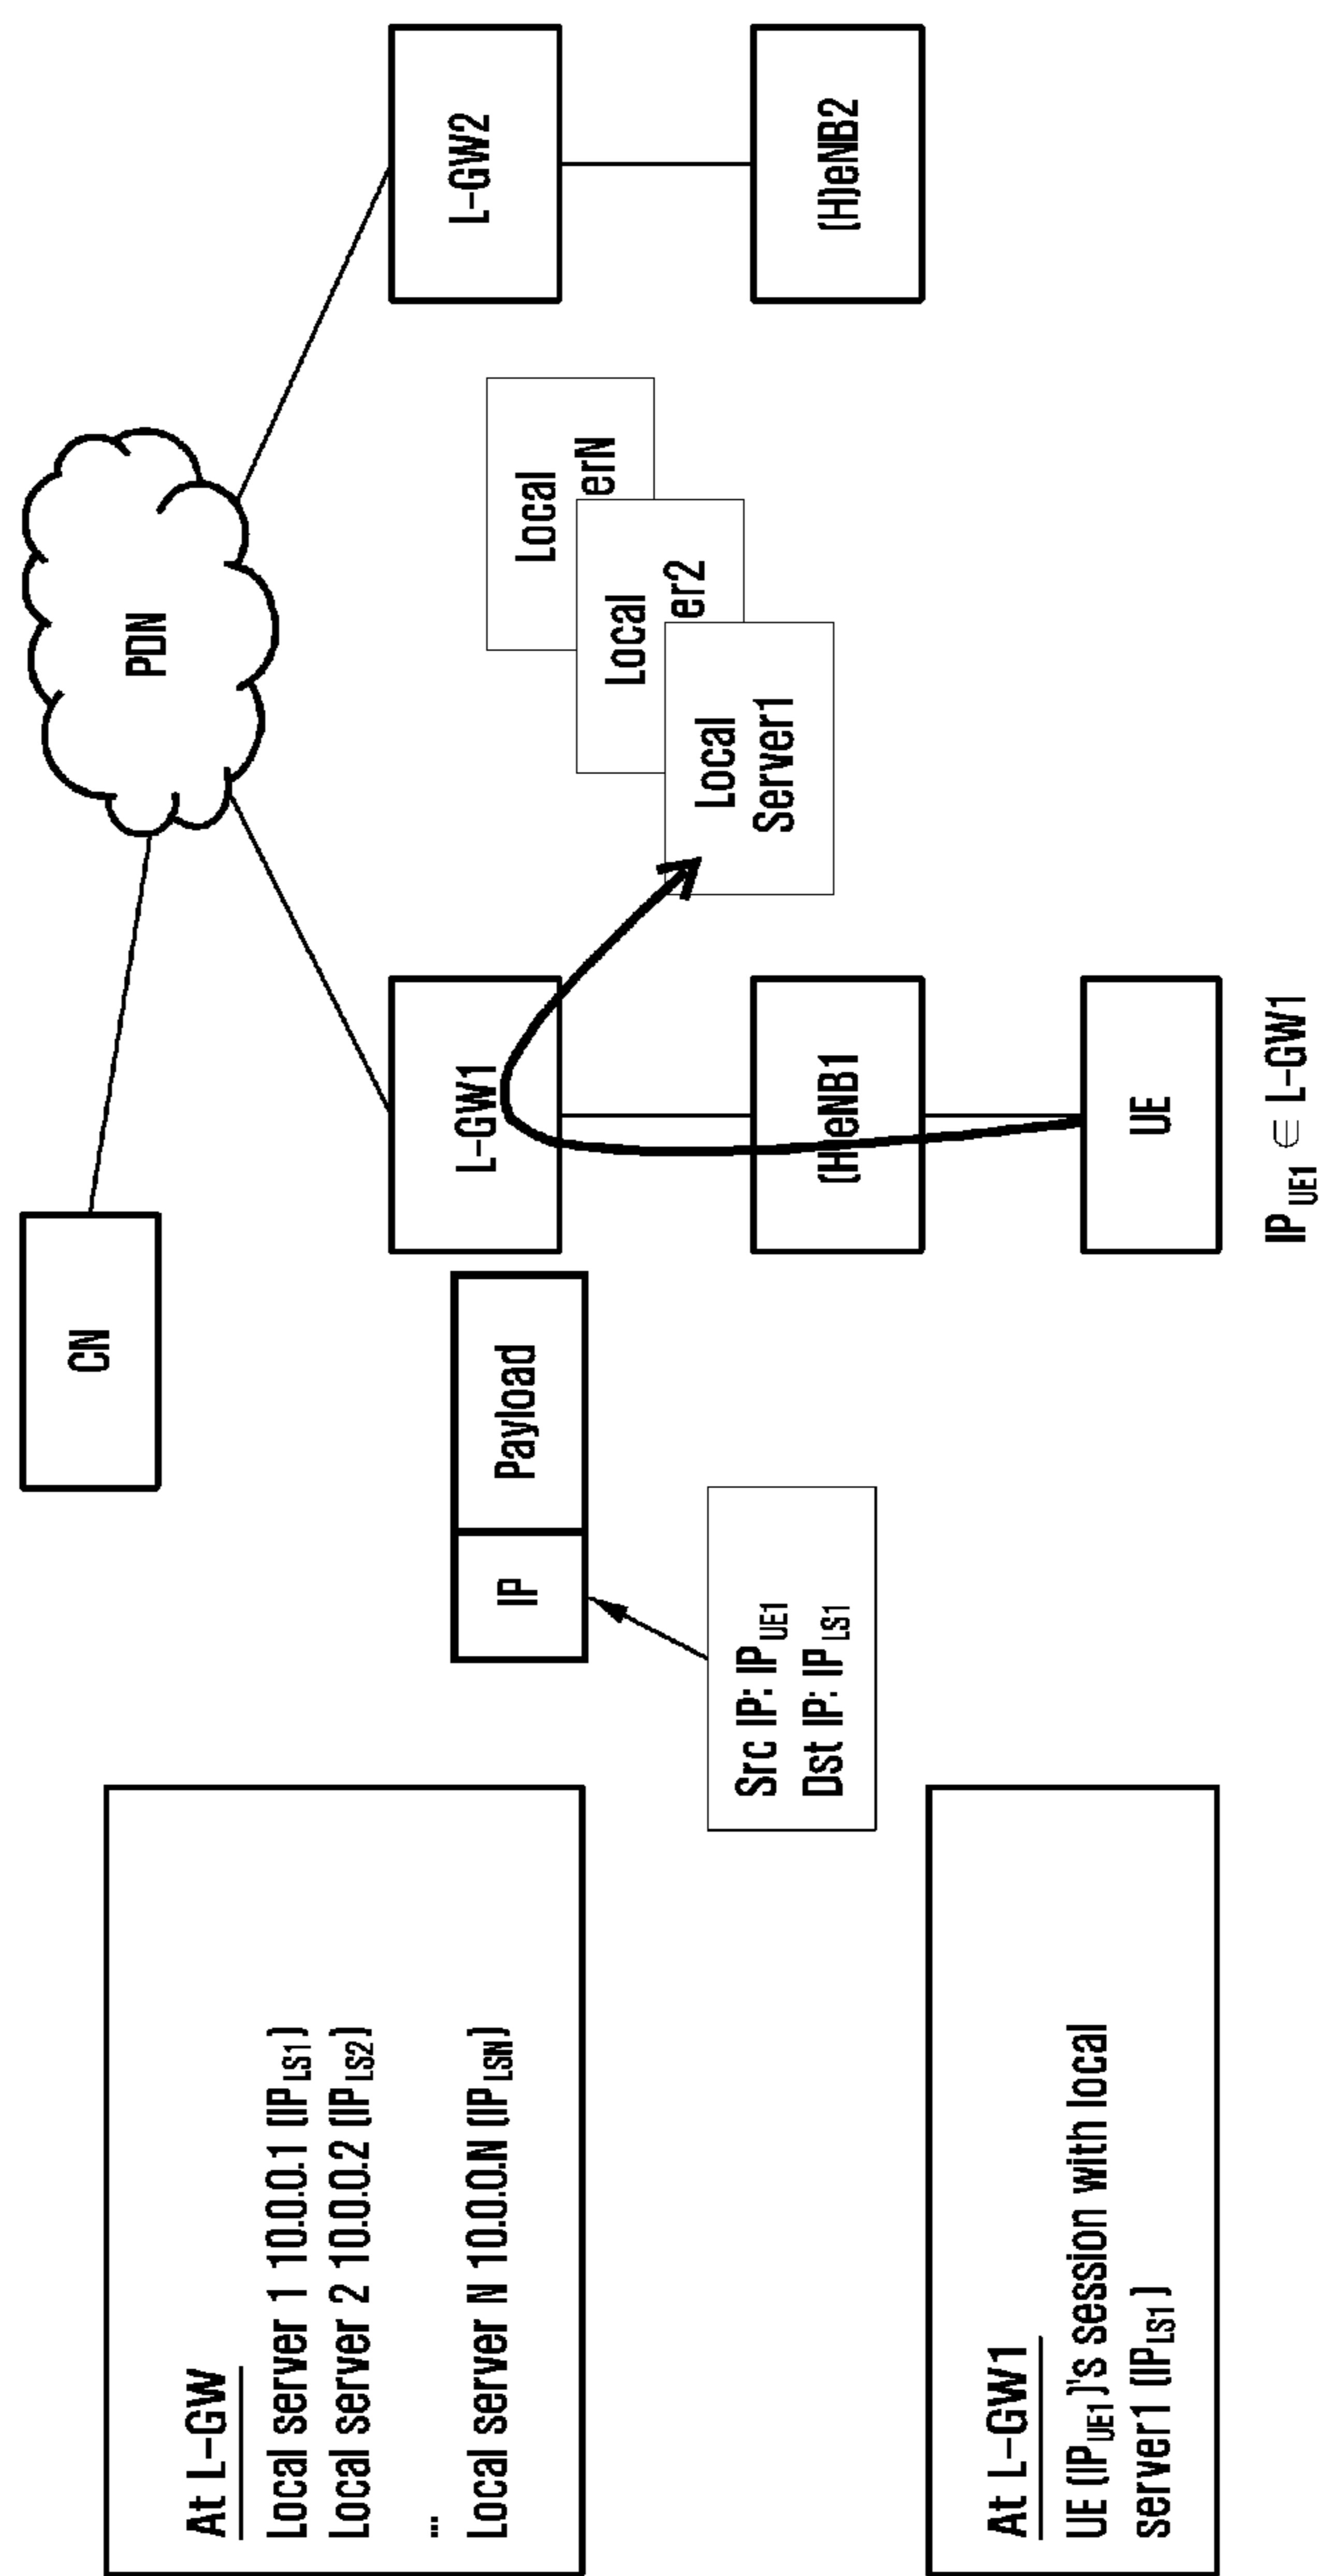 CN
PDN
At L-GW
Local server 1 10.0.0.1 (IP_LS1)
Local server 2 10.0.0.2 (IP_LS2)
...
Local server N 10.0.0.N (IP_LSN)
IP
Payload
L-GW1
L-GW2
Local
erN
Local
er2
Local
Server1
Src IP: IP_UE1
Dst IP: IP_LS1
(H)eNB1
(H)eNB2
At L-GW1
UE (IP_UE1)'s session with local
server1 (IP_LS1)
UE
IP_UE1 ∈ L-GW1